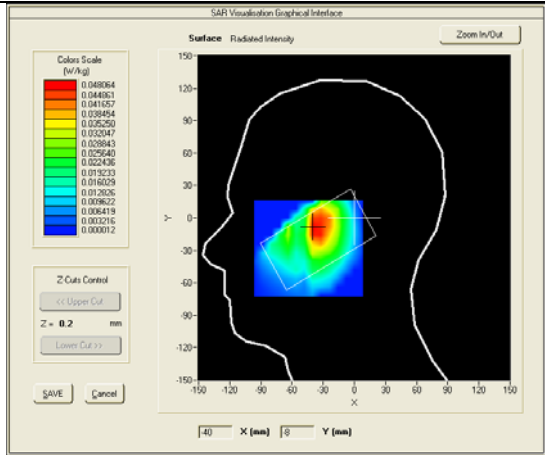 SAR Visualisation Graphical Interface
Surface Radiated Intensity
Zoom In/Out
Colors Scale
(W/kg)
0.048064
0.044861
0.041657
0.038454
0.035250
0.032047
0.028843
0.025640
0.022436
0.019233
0.016029
0.012826
0.009622
0.006419
0.003216
0.000012
Z-Cuts Control
<< Upper Cut
Z = 0.2 mm
Lower Cut >>
SAVE Cancel
150-
120-
90-
60-
30-
0-
-30-
-60-
-90-
-120-
-150-
Y
-150 -120 -90 -60 -30 0 30 60 90 120 150
X
-40 X (mm) -8 Y (mm)